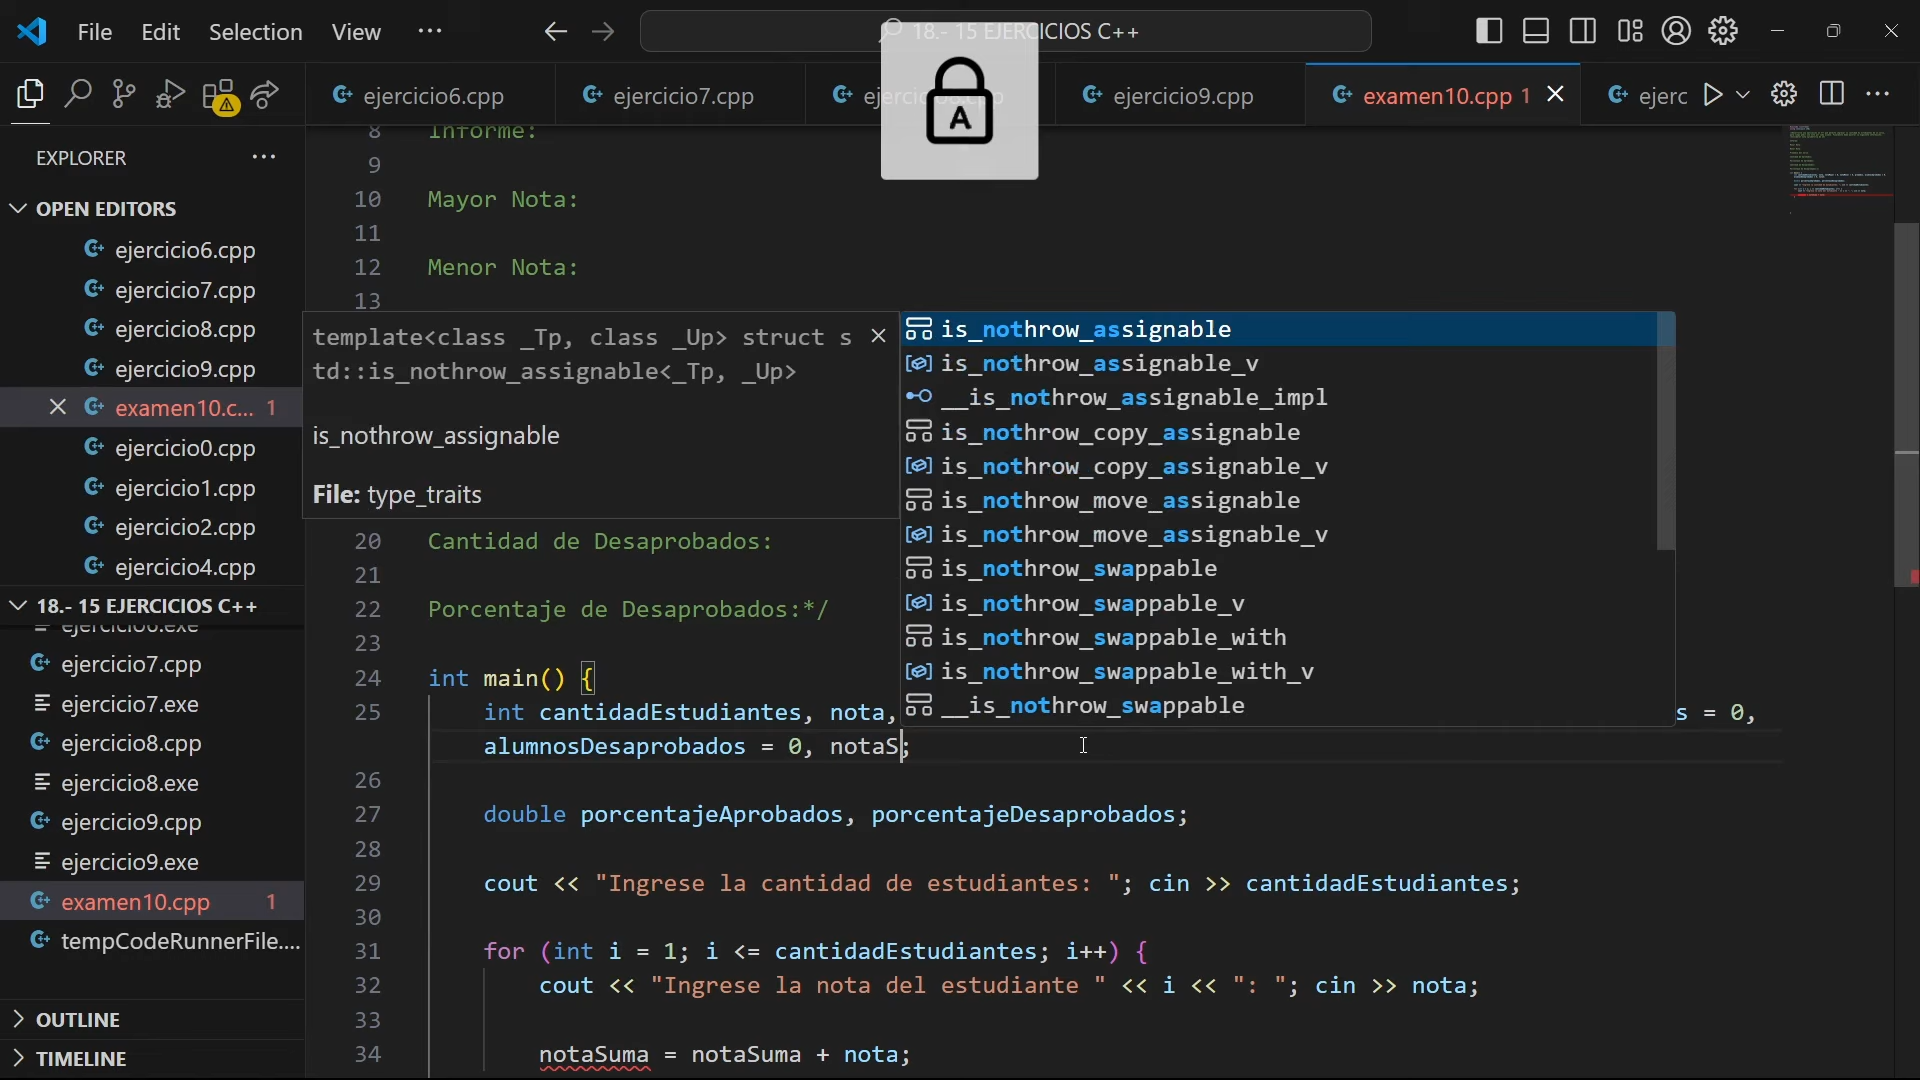 File Edit Selection View ... 18.- 15 EJERCICIOS C++
ejercicio6.cpp ejercicio7.cpp ejercicio9.cpp examen10.cpp 1 ejerc
A
EXPLORER
OPEN EDITORS
ejercicio6.cpp
ejercicio7.cpp
ejercicio8.cpp
ejercicio9.cpp
examen10.c... 1
ejercicio0.cpp
ejercicio1.cpp
ejercicio2.cpp
ejercicio4.cpp
18.- 15 EJERCICIOS C++
ejercicio6.exe
ejercicio7.cpp
ejercicio7.exe
ejercicio8.cpp
ejercicio8.exe
ejercicio9.cpp
ejercicio9.exe
examen10.cpp 1
tempCodeRunnerFile....
OUTLINE
TIMELINE
8 Informe:
9
10 Mayor Nota:
11
12 Menor Nota:
13
template<class _Tp, class _Up> struct s
td::is_nothrow_assignable<_Tp, _Up>
is_nothrow_assignable
File: type_traits
is_nothrow_assignable
is_nothrow_assignable_v
__is_nothrow_assignable_impl
is_nothrow_copy_assignable
is_nothrow_copy_assignable_v
is_nothrow_move_assignable
is_nothrow_move_assignable_v
is_nothrow_swappable
is_nothrow_swappable_v
is_nothrow_swappable_with
is_nothrow_swappable_with_v
__is_nothrow_swappable
20 Cantidad de Desaprobados:
21
22 Porcentaje de Desaprobados:*/
23
24 int main() {
25 int cantidadEstudiantes, nota, s = 0,
alumnosDesaprobados = 0, notaS;
26
27 double porcentajeAprobados, porcentajeDesaprobados;
28
29 cout << "Ingrese la cantidad de estudiantes: "; cin >> cantidadEstudiantes;
30
31 for (int i = 1; i <= cantidadEstudiantes; i++) {
32 cout << "Ingrese la nota del estudiante " << i << ": "; cin >> nota;
33
34 notaSuma = notaSuma + nota;